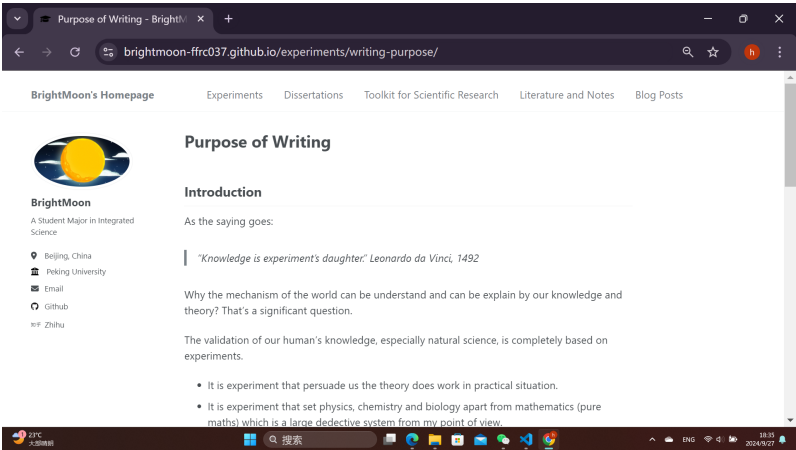 Purpose of Writing - BrightM
brightmoon-ffrc037.github.io/experiments/writing-purpose/
h
BrightMoon's Homepage Experiments Dissertations Toolkit for Scientific Research Literature and Notes Blog Posts
BrightMoon
A Student Major in Integrated
Science
Beijing, China
Peking University
Email
Github
知乎 Zhihu
Purpose of Writing
Introduction
As the saying goes:
"Knowledge is experiment's daughter." Leonardo da Vinci, 1492
Why the mechanism of the world can be understand and can be explain by our knowledge and
theory? That's a significant question.
The validation of our human's knowledge, especially natural science, is completely based on
experiments.
It is experiment that persuade us the theory does work in practical situation.
It is experiment that set physics, chemistry and biology apart from mathematics (pure
maths) which is a large dedective system from my point of view.
1
23°C
大部晴朗
搜索
ENG
18:35
2024/9/27